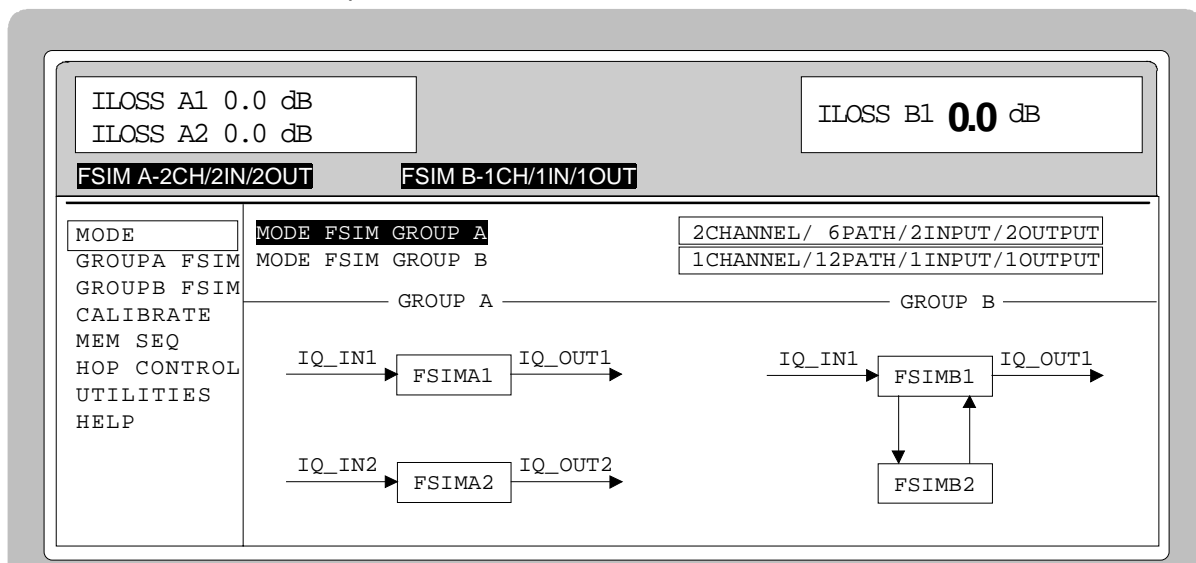 ILOSS A1 0.0 dB
ILOSS A2 0.0 dB
ILOSS B1 0.0 dB
FSIM A-2CH/2IN/2OUT
FSIM B-1CH/1IN/1OUT
MODE
GROUPA FSIM
GROUPB FSIM
CALIBRATE
MEM SEQ
HOP CONTROL
UTILITIES
HELP
MODE FSIM GROUP A
2CHANNEL/ 6PATH/2INPUT/2OUTPUT
MODE FSIM GROUP B
1CHANNEL/12PATH/1INPUT/1OUTPUT
GROUP A
IQ_IN1
FSIMA1
IQ_OUT1
IQ_IN2
FSIMA2
IQ_OUT2
GROUP B
IQ_IN1
FSIMB1
IQ_OUT1
FSIMB2